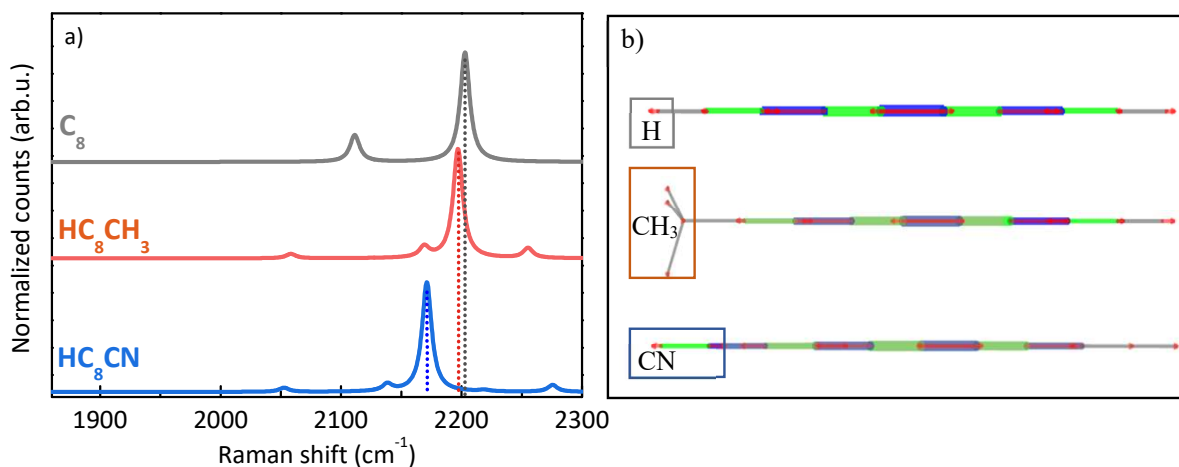 a)
Normalized counts (arb.u.)
C₈
HC₈CH₃
HC₈CN
1900 2000 2100 2200 2300
Raman shift (cm⁻¹)
b)
H
CH₃
CN